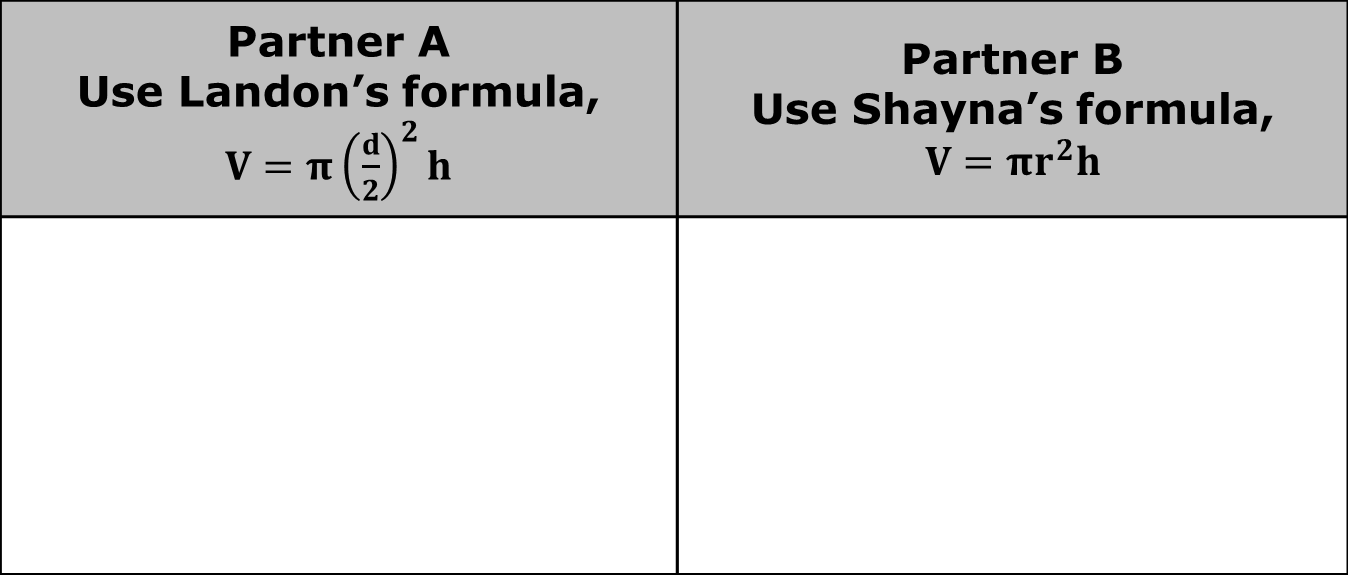 Partner A
Use Landon’s formula,
V = π (d/2)² h
Partner B
Use Shayna’s formula,
V = πr²h